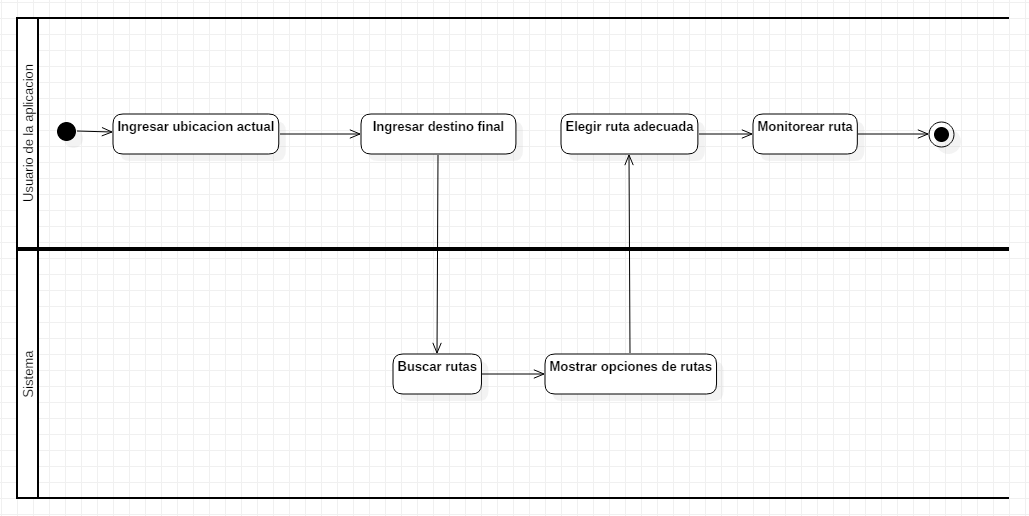 Usuario de la aplicacion
Ingresar ubicacion actual
Ingresar destino final
Elegir ruta adecuada
Monitorear ruta
Sistema
Buscar rutas
Mostrar opciones de rutas